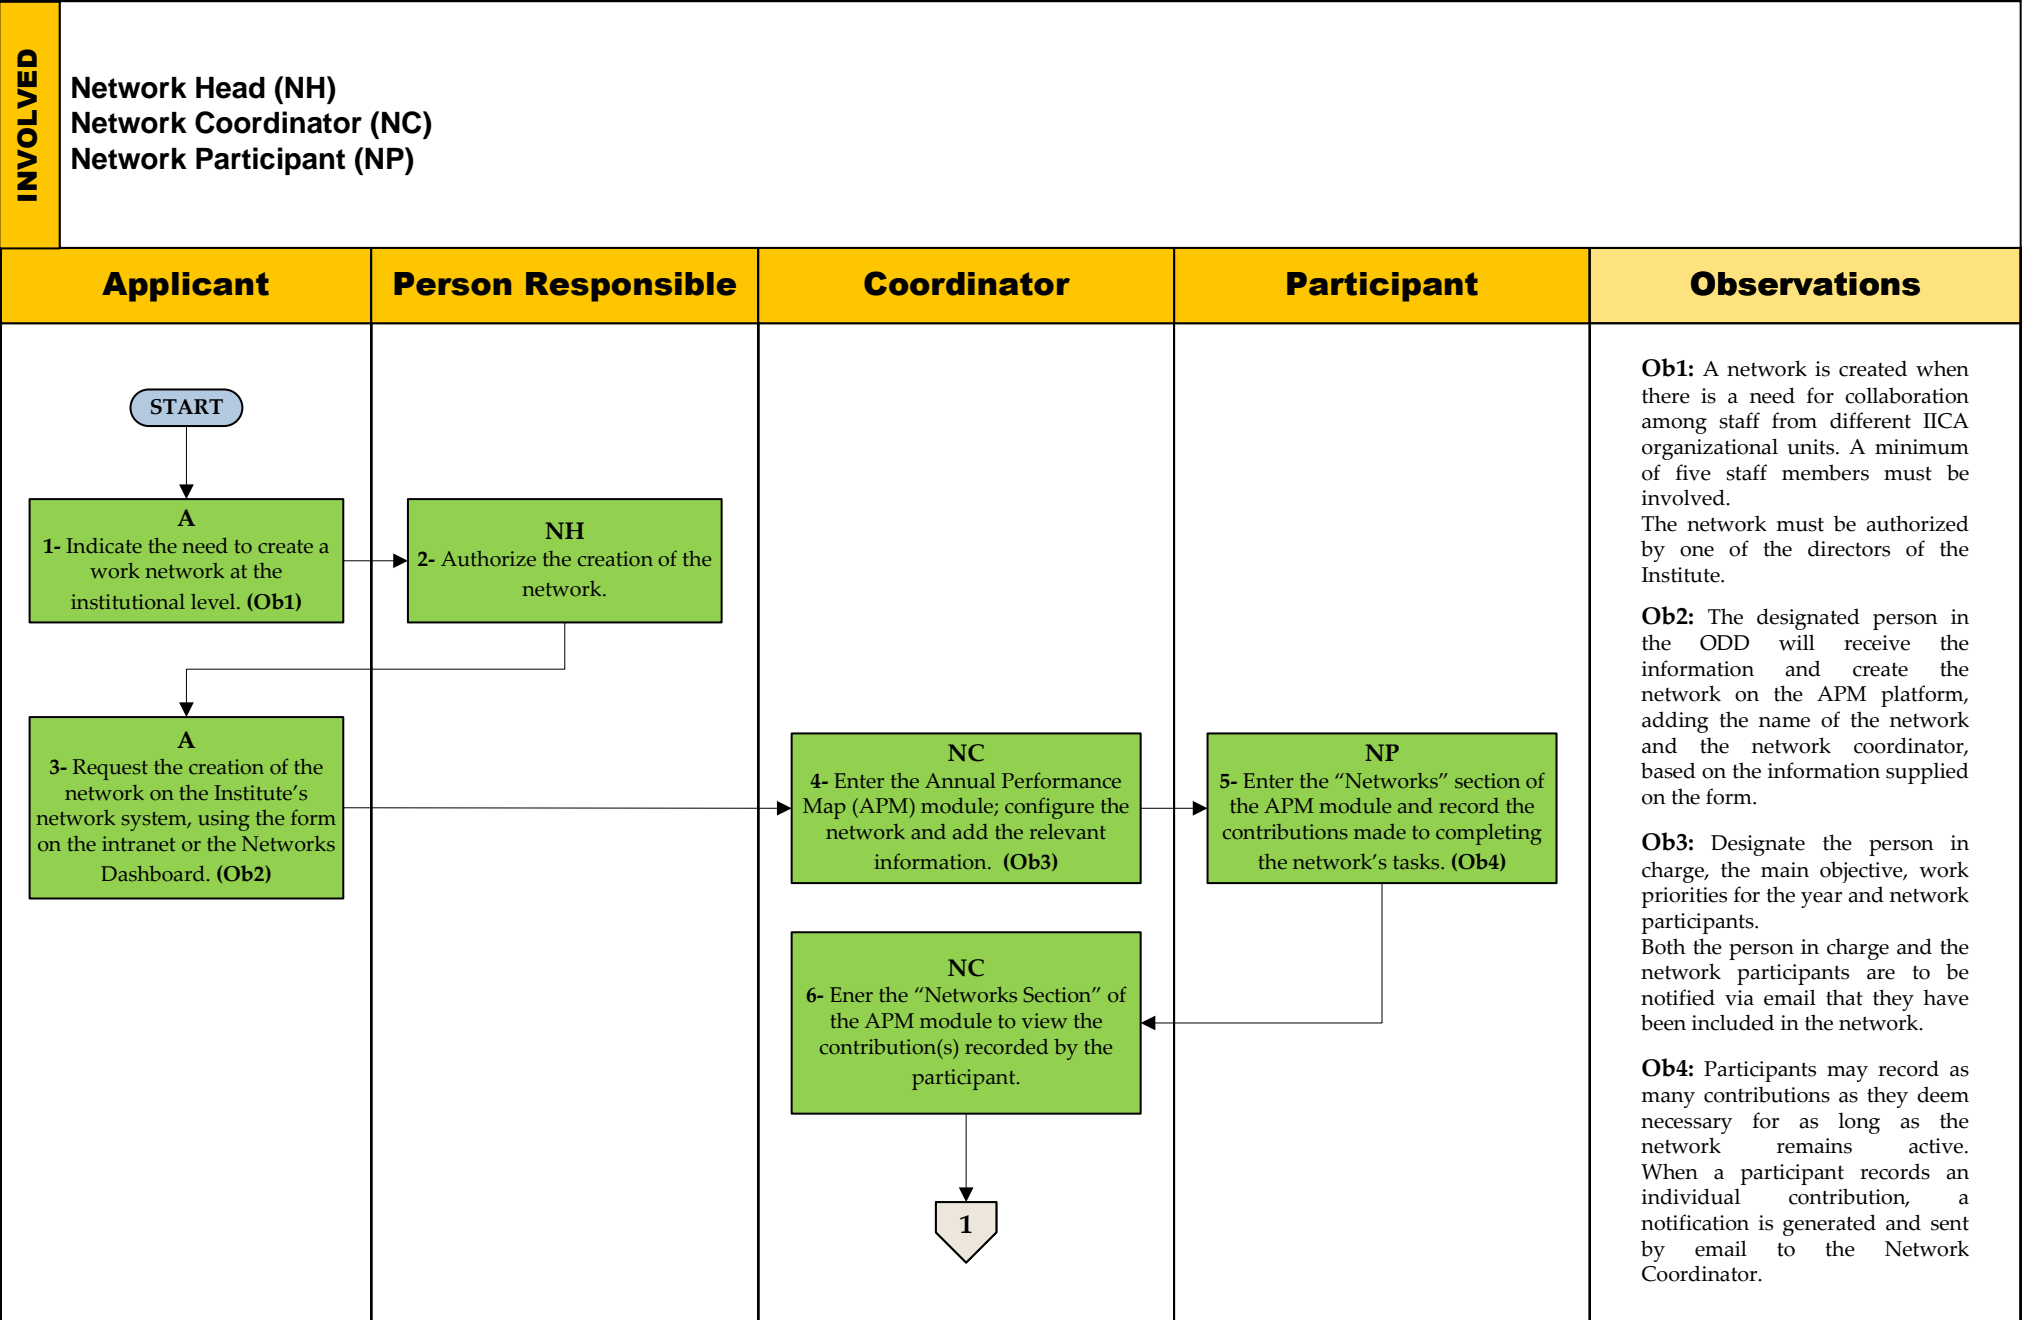 INVOLVED
Network Head (NH)
Network Coordinator (NC)
Network Participant (NP)
Applicant
Person Responsible
Coordinator
Participant
Observations
START
A
1- Indicate the need to create a
work network at the
institutional level. (Ob1)
NH
2- Authorize the creation of the
network.
A
3- Request the creation of the
network on the Institute’s
network system, using the form
on the intranet or the Networks
Dashboard. (Ob2)
NC
4- Enter the Annual Performance
Map (APM) module; configure the
network and add the relevant
information. (Ob3)
NP
5- Enter the “Networks” section of
the APM module and record the
contributions made to completing
the network’s tasks. (Ob4)
NC
6- Ener the “Networks Section” of
the APM module to view the
contribution(s) recorded by the
participant.
1
Ob1: A network is created when
there is a need for collaboration
among staff from different IICA
organizational units. A minimum
of five staff members must be
involved.
The network must be authorized
by one of the directors of the
Institute.
Ob2: The designated person in
the ODD will receive the
information and create the
network on the APM platform,
adding the name of the network
and the network coordinator,
based on the information supplied
on the form.
Ob3: Designate the person in
charge, the main objective, work
priorities for the year and network
participants.
Both the person in charge and the
network participants are to be
notified via email that they have
been included in the network.
Ob4: Participants may record as
many contributions as they deem
necessary for as long as the
network remains active.
When a participant records an
individual contribution, a
notification is generated and sent
by email to the Network
Coordinator.